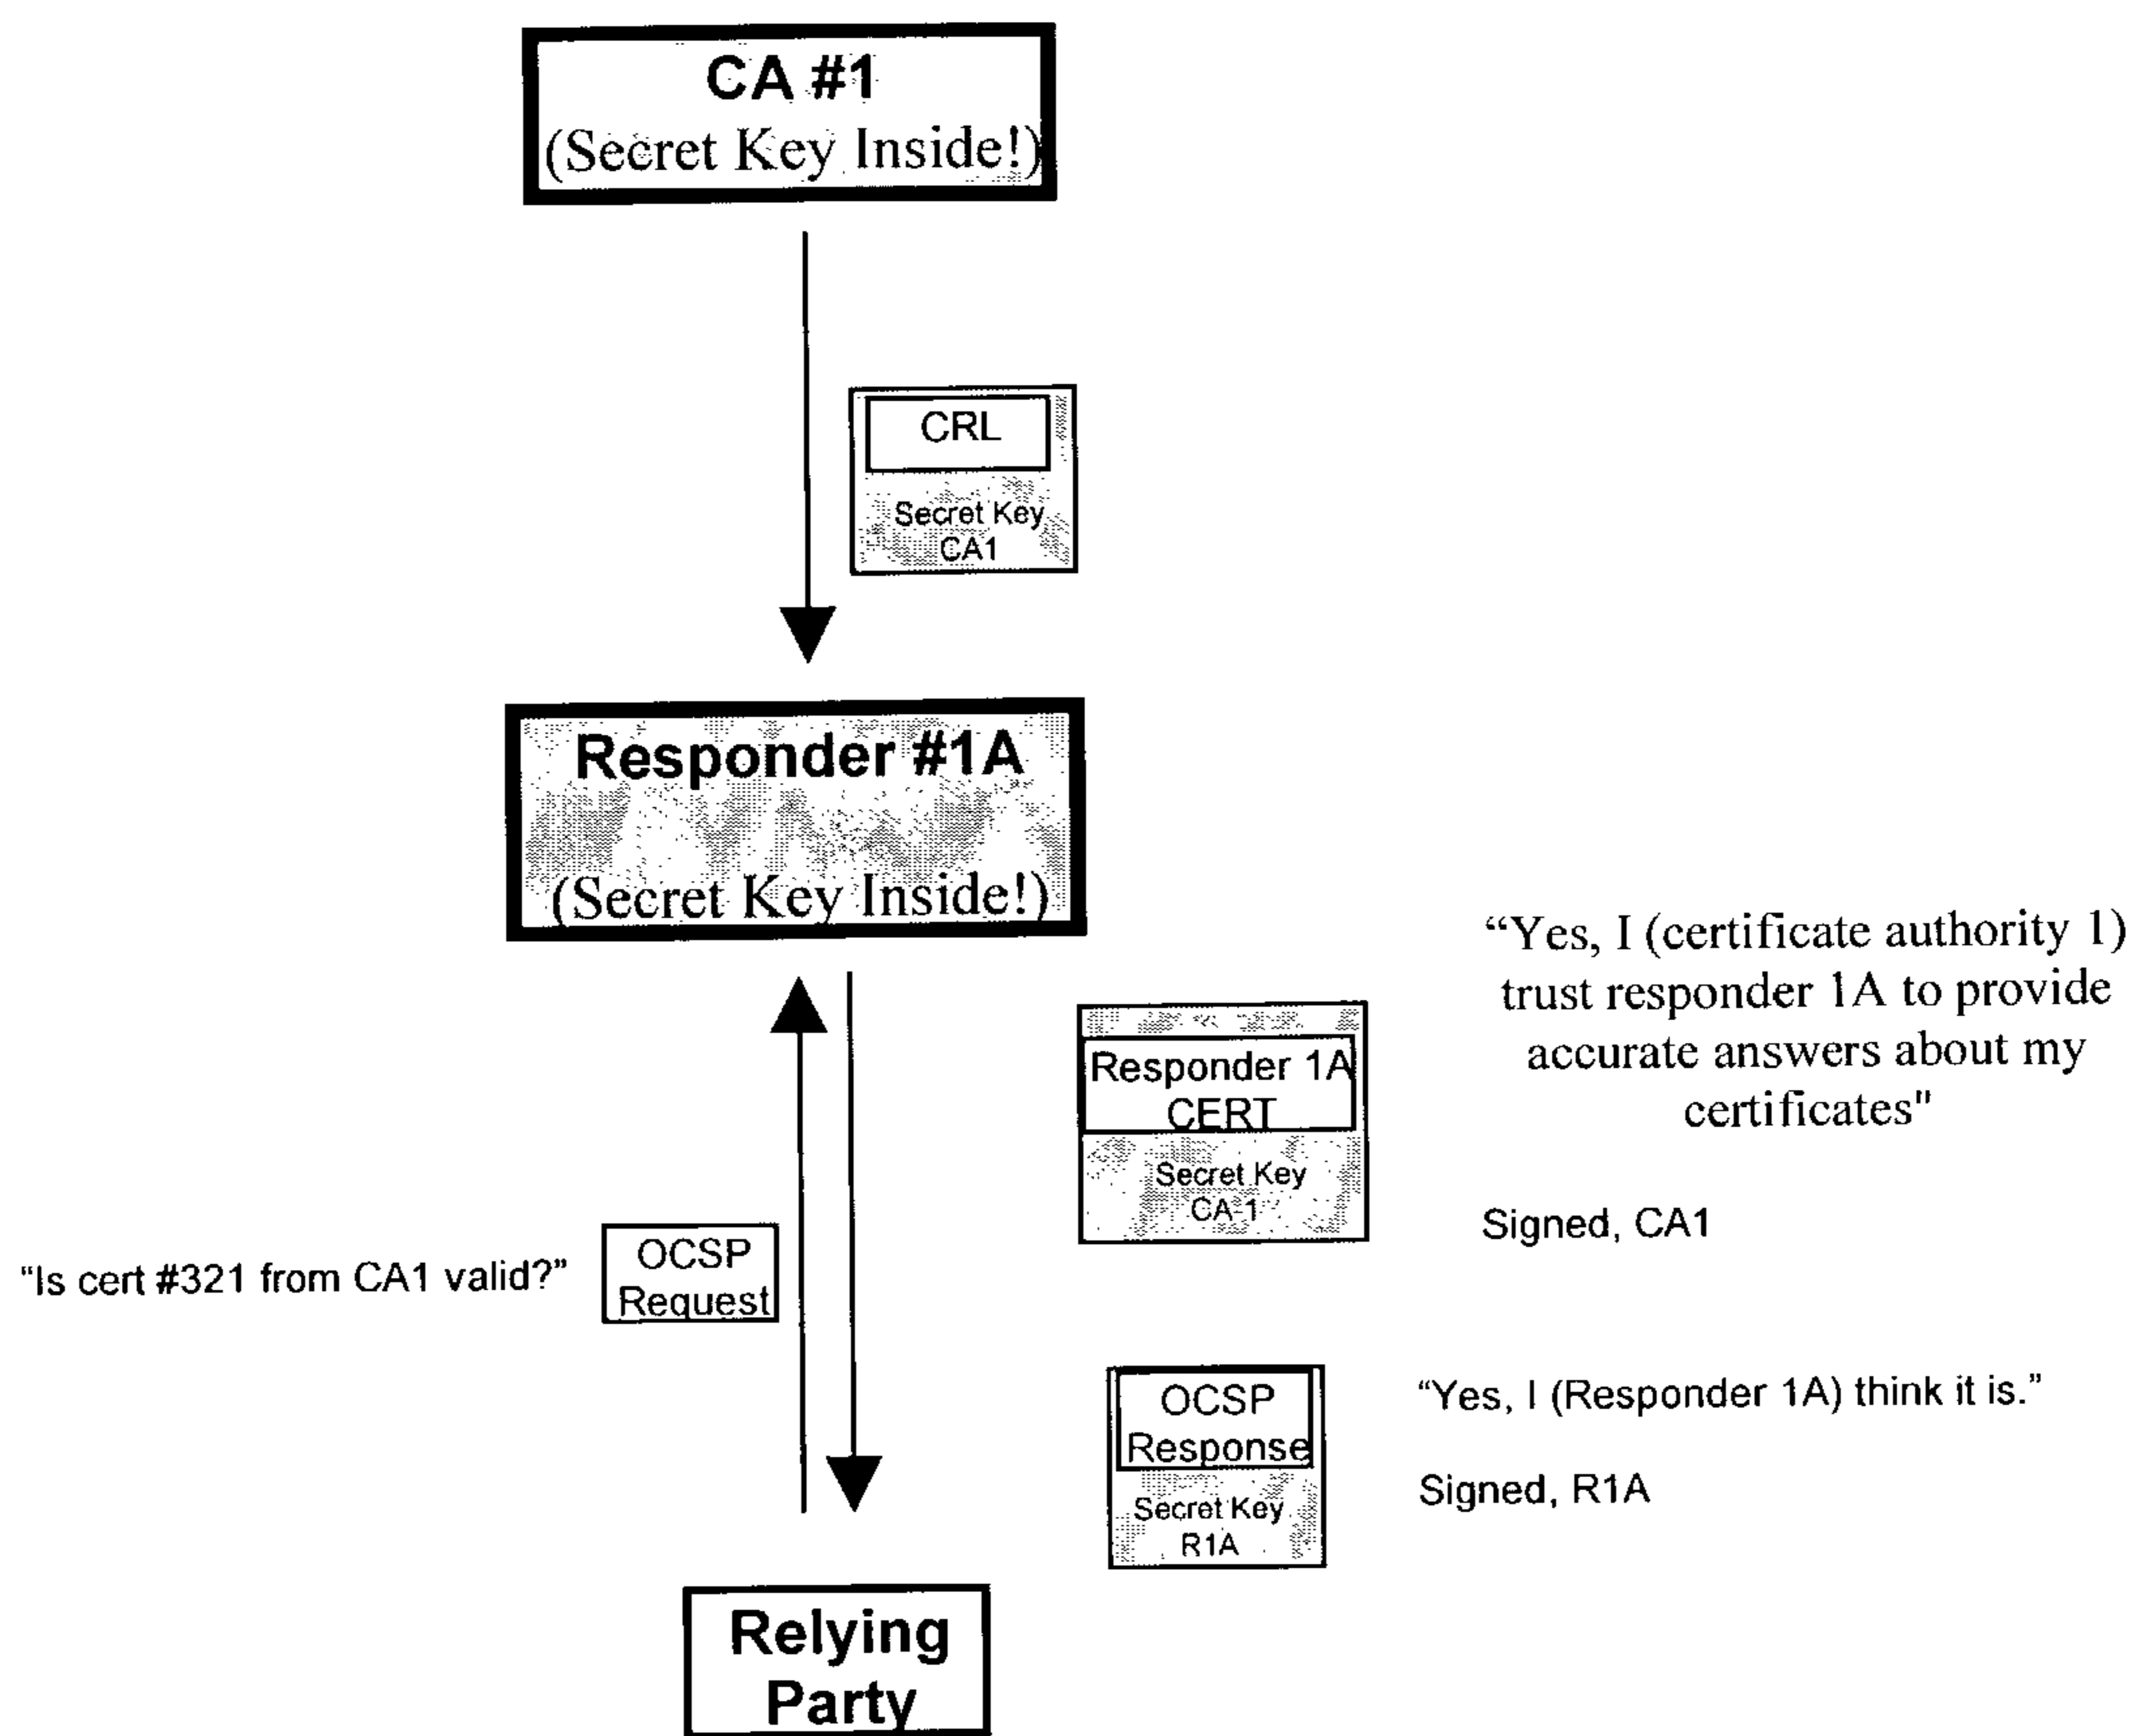 CA #1
(Secret Key Inside!)
CRL
Secret Key
CA1
Responder #1A
(Secret Key Inside!)
“Yes, I (certificate authority 1)
trust responder 1A to provide
accurate answers about my
certificates"
Responder 1A
CERT
Secret Key
CA-1
Signed, CA1
“Is cert #321 from CA1 valid?”
OCSP
Request
OCSP
Response
Secret Key
R1A
“Yes, I (Responder 1A) think it is.”
Signed, R1A
Relying
Party